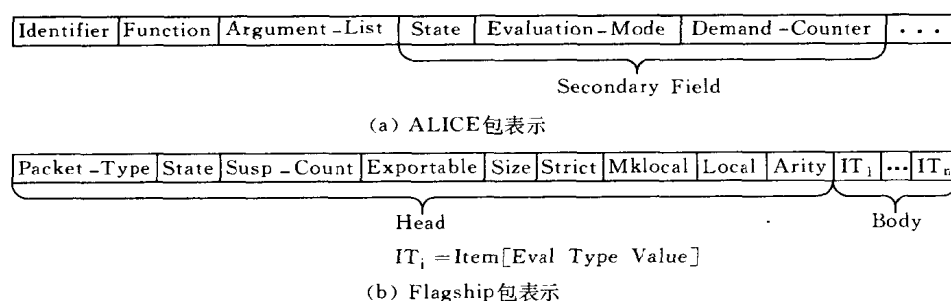 Identifier Function Argument-List State Evaluation-Mode Demand-Counter ...
Secondary Field
(a) ALICE包表示
Packet-Type State Susp-Count Exportable Size Strict Mklocal Local Arity IT₁ ... ITₙ
Head Body
ITᵢ=Item[Eval Type Value]
(b) Flagship包表示